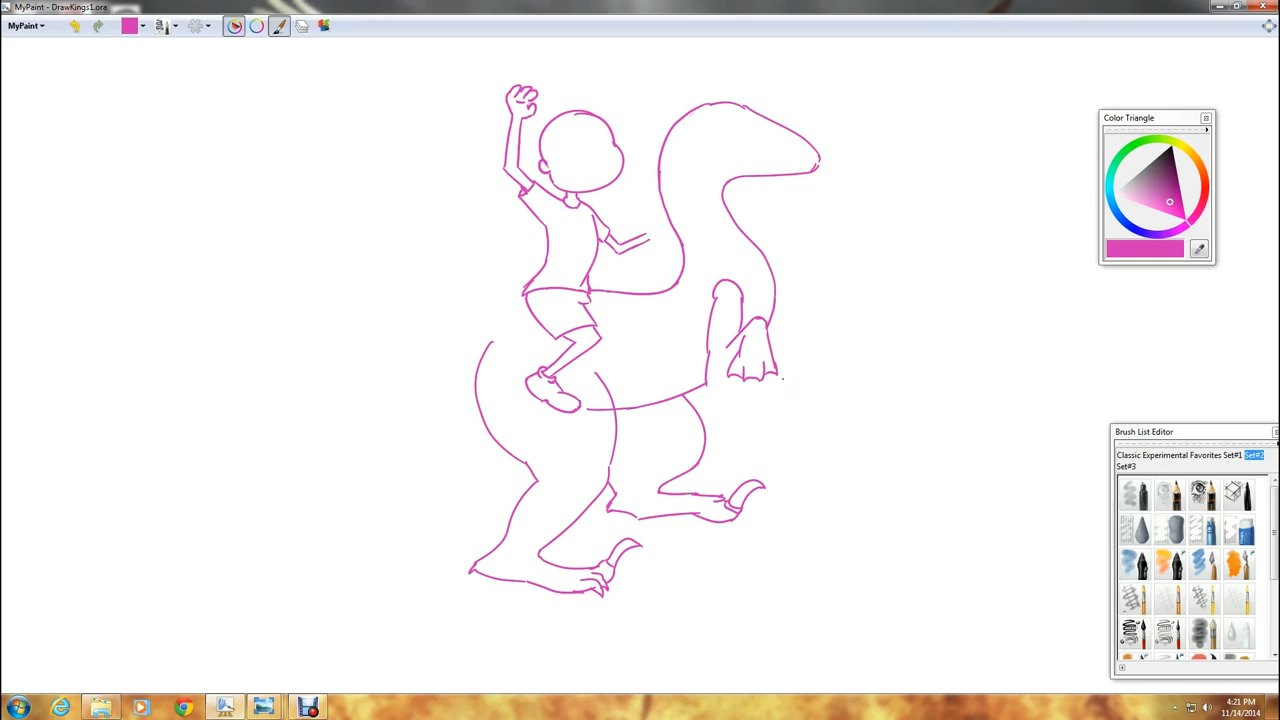 MyPaint - DrawKings1.ora
MyPaint
Color Triangle
Brush List Editor
Classic Experimental Favorites Set#1 Set#2
Set#3
4:21 PM
11/14/2014